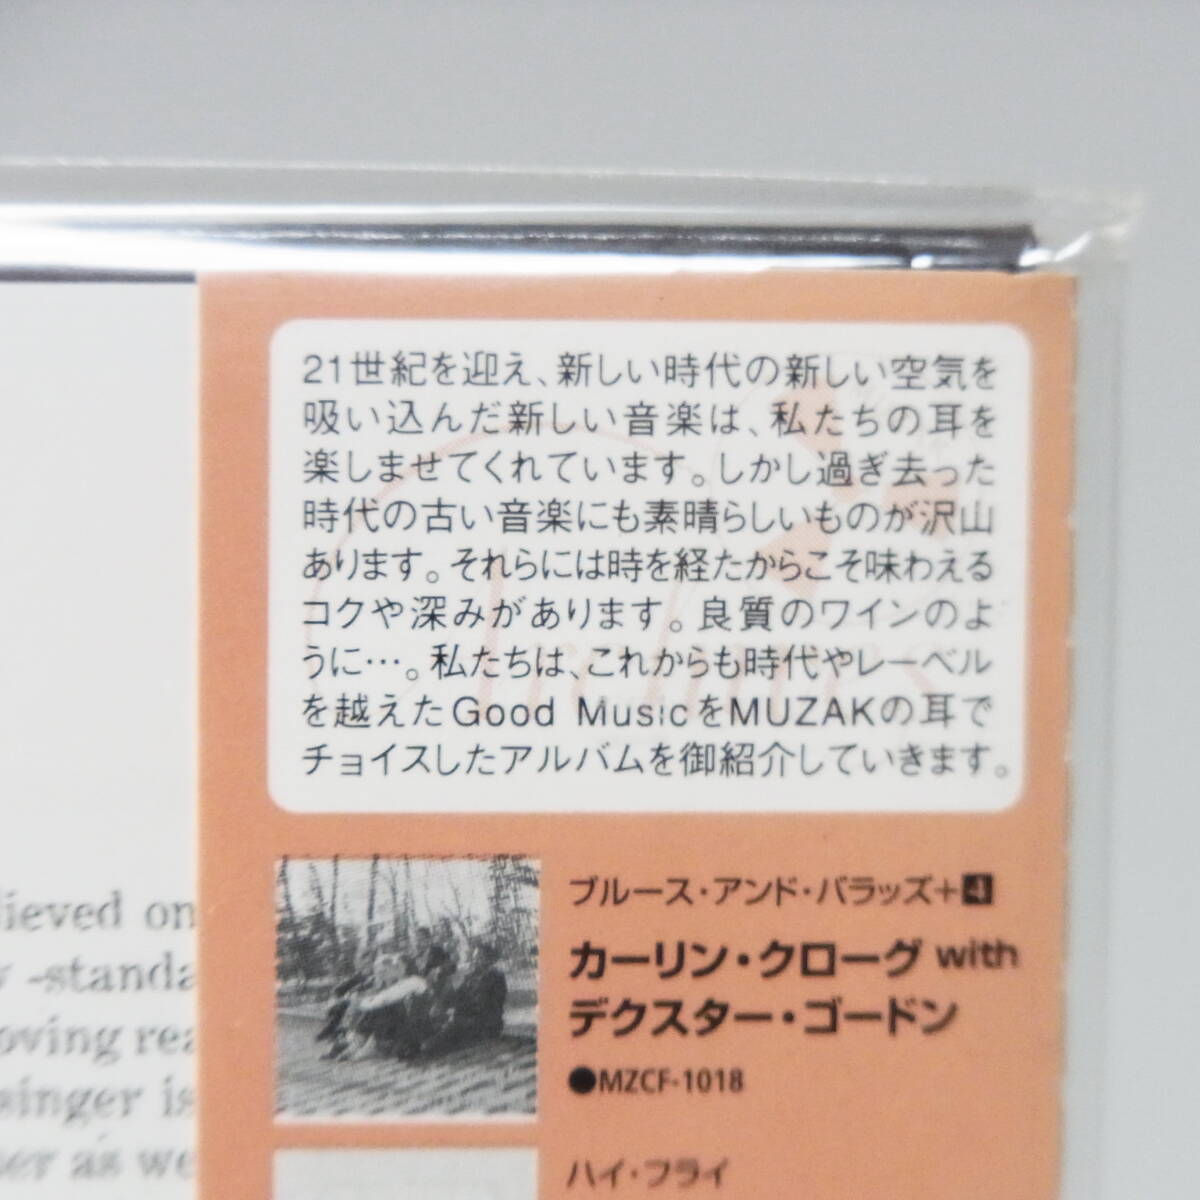 21世紀を迎え、新しい時代の新しい空気を
吸い込んだ新しい音楽は、私たちの耳を
楽しませてくれています。しかし過ぎ去った
時代の古い音楽にも素晴らしいものが沢山
あります。それらには時を経たからこそ味わえる
コクや深みがあります。良質のワインのよ
うに…。私たちは、これからも時代やレーベル
を越えたGood MusicをMUZAKの耳で
チョイスしたアルバムを御紹介していきます。
ブルース・アンド・バラッズ+4
カーリン・クローグ with
デクスター・ゴードン
●MZCF-1018
ハイ・フライ
lieved on
-standa
oving rea
singer is
er as we